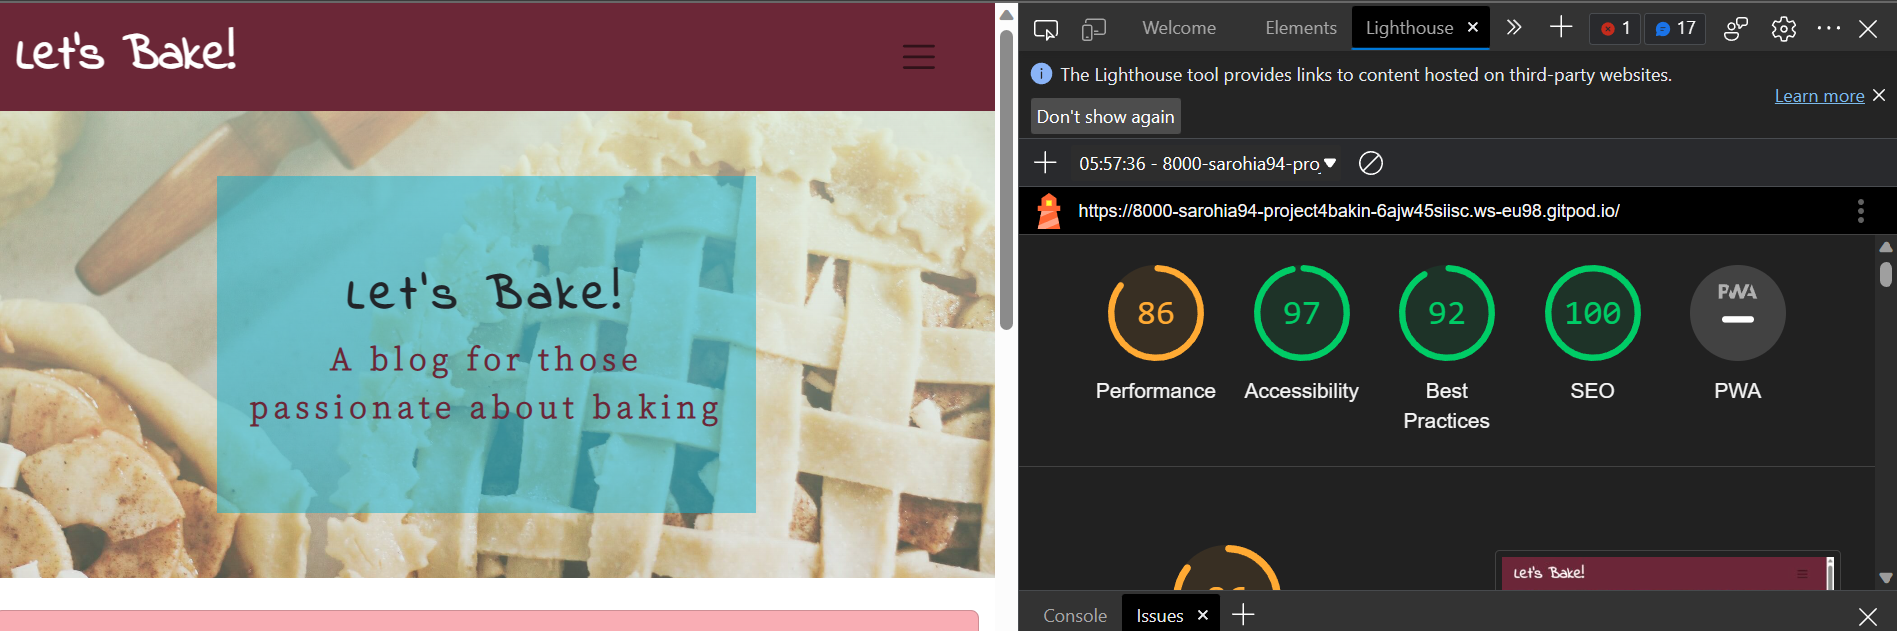 Let's Bake!
Let's Bake!
A blog for those
passionate about baking
Welcome
Elements
Lighthouse
1
17
The Lighthouse tool provides links to content hosted on third-party websites.
Learn more
Don't show again
05:57:36 - 8000-sarohia94-pro
https://8000-sarohia94-project4bakin-6ajw45siisc.ws-eu98.gitpod.io/
86
97
92
100
PWA
Performance
Accessibility
Best
Practices
SEO
PWA
Let's Bake!
Console
Issues